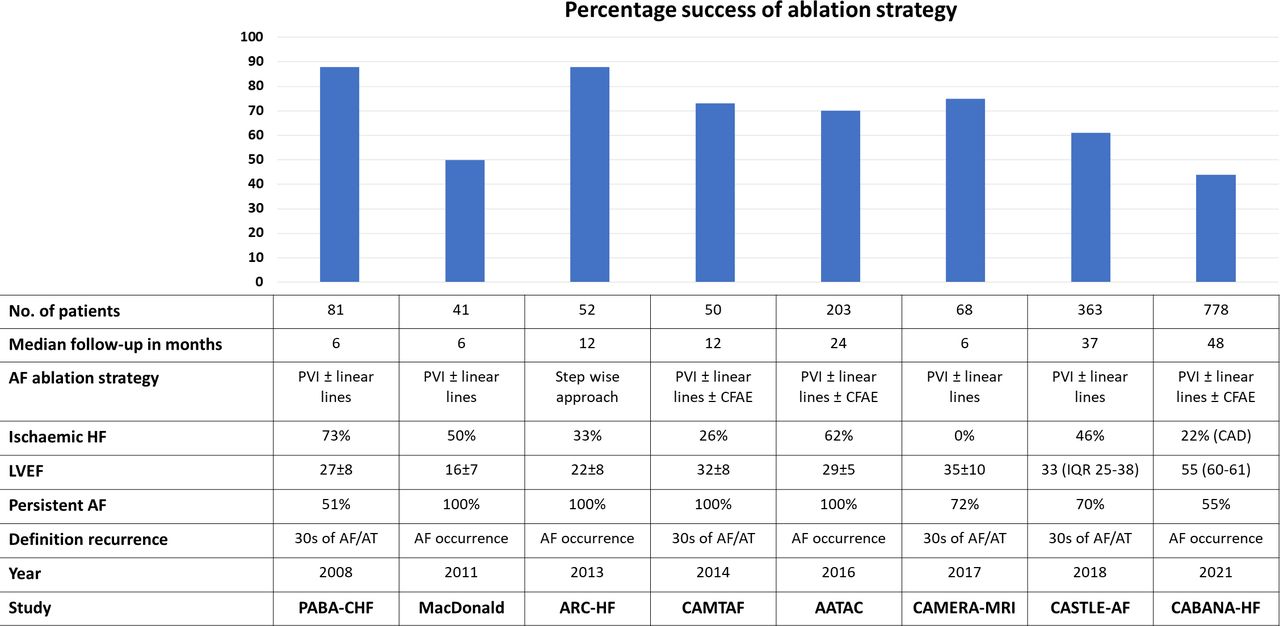 Percentage success of ablation strategy
100
90
80
70
60
50
40
30
20
10
0
No. of patients 81 41 52 50 203 68 363 778
Median follow-up in months 6 6 12 12 24 6 37 48
AF ablation strategy PVI ± linear PVI ± linear Step wise PVI ± linear PVI ± linear PVI ± linear PVI ± linear PVI ± linear
lines lines approach lines ± CFAE lines ± CFAE lines lines lines ± CFAE
Ischaemic HF 73% 50% 33% 26% 62% 0% 46% 22% (CAD)
LVEF 27±8 16±7 22±8 32±8 29±5 35±10 33 (IQR 25-38) 55 (60-61)
Persistent AF 51% 100% 100% 100% 100% 72% 70% 55%
Definition recurrence 30s of AF/AT AF occurrence AF occurrence 30s of AF/AT AF occurrence 30s of AF/AT 30s of AF/AT AF occurrence
Year 2008 2011 2013 2014 2016 2017 2018 2021
Study PABA-CHF MacDonald ARC-HF CAMTAF AATAC CAMERA-MRI CASTLE-AF CABANA-HF